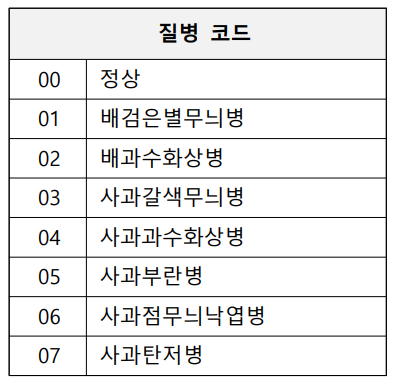 질병 코드
00 정상
01 배검은별무늬병
02 배과수화상병
03 사과갈색무늬병
04 사과과수화상병
05 사과부란병
06 사과점무늬낙엽병
07 사과탄저병